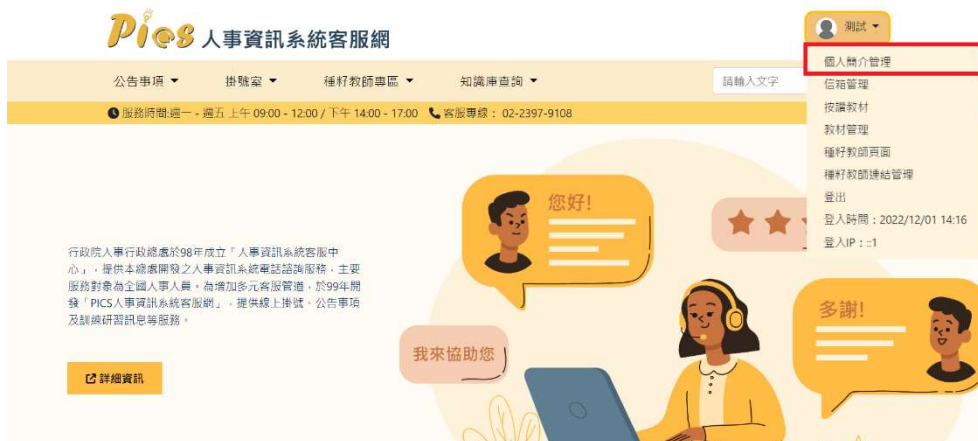 Pics 人事資訊系統客服網
測試
公告事項
掛號室
種籽教師專區
知識庫查詢
請輸入文字
服務時間:週一 - 週五 上午 09:00 - 12:00 / 下午 14:00 - 17:00
客服專線： 02-2397-9108
個人簡介管理
信箱管理
按讚教材
教材管理
種籽教師頁面
種籽教師連結管理
登出
登入時間：2022/12/01 14:16
登入IP：::1
您好!
行政院人事行政總處於98年成立「人事資訊系統客服中
心」，提供本總處開發之人事資訊系統電話諮詢服務，主要
服務對象為全國人事人員。為增加多元客服管道，於99年開
發「PICS人事資訊系統客服網」，提供線上掛號、公告事項
及訓練研習訊息等服務。
多謝!
我來協助您
詳細資訊